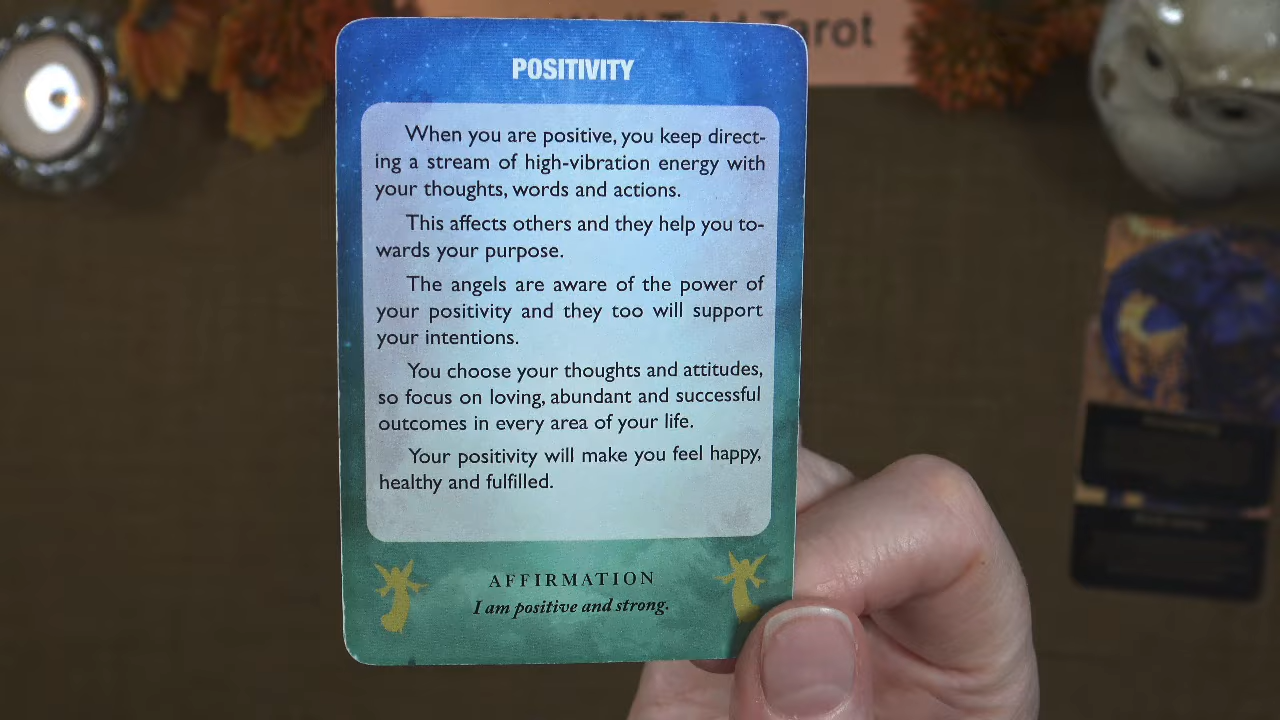 Tarot
POSITIVITY
When you are positive, you keep direct-
ing a stream of high-vibration energy with
your thoughts, words and actions.
This affects others and they help you to-
wards your purpose.
The angels are aware of the power of
your positivity and they too will support
your intentions.
You choose your thoughts and attitudes,
so focus on loving, abundant and successful
outcomes in every area of your life.
Your positivity will make you feel happy,
healthy and fulfilled.
AFFIRMATION
I am positive and strong.